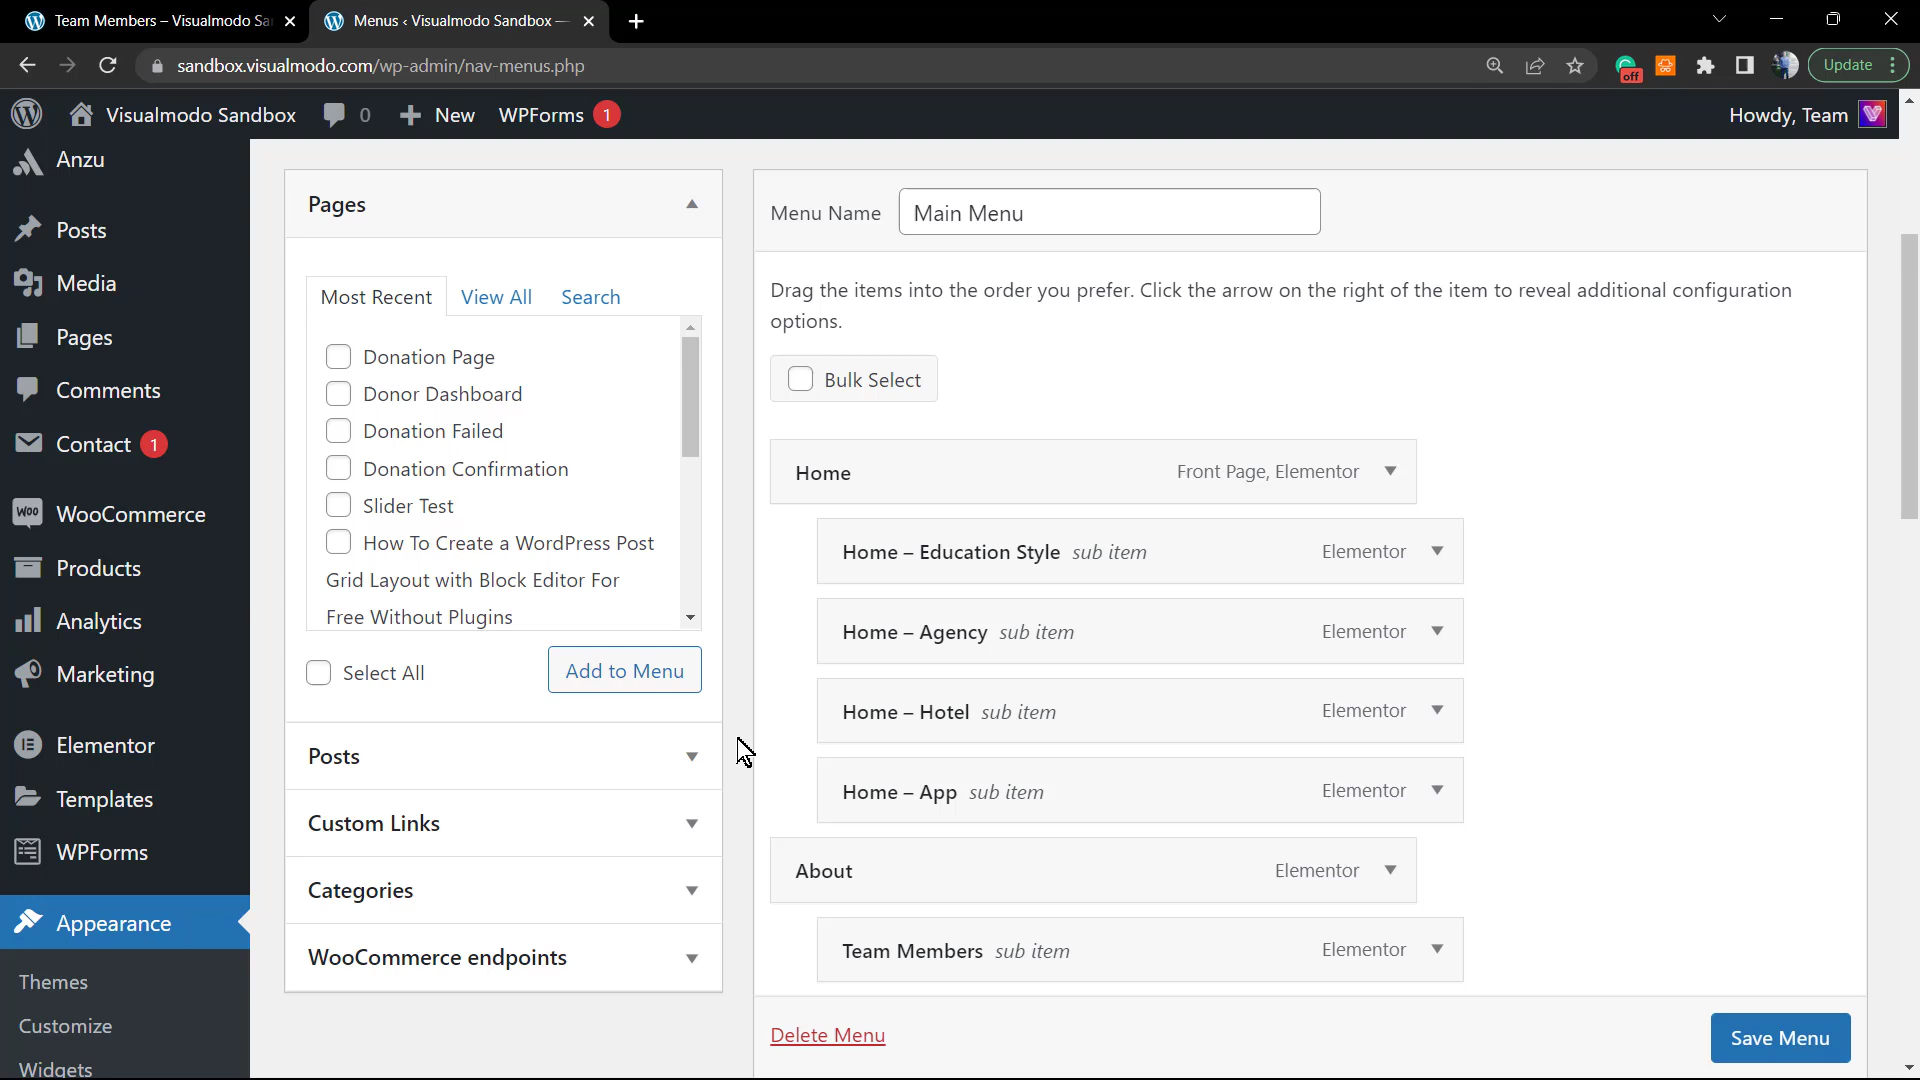 Team Members – Visualmodo Sa
Menus ‹ Visualmodo Sandbox —
sandbox.visualmodo.com/wp-admin/nav-menus.php
off
Update
Visualmodo Sandbox
0
New
WPForms
1
Howdy, Team
Anzu
Posts
Media
Pages
Comments
Contact
1
Woo
WooCommerce
Products
Analytics
Marketing
Elementor
Templates
WPForms
Appearance
Themes
Customize
Widgets
Pages
Most Recent
View All
Search
Donation Page
Donor Dashboard
Donation Failed
Donation Confirmation
Slider Test
How To Create a WordPress Post
Grid Layout with Block Editor For
Free Without Plugins
Select All
Add to Menu
Posts
Custom Links
Categories
WooCommerce endpoints
Menu Name
Main Menu
Drag the items into the order you prefer. Click the arrow on the right of the item to reveal additional configuration
options.
Bulk Select
Home
Front Page, Elementor
Home – Education Style sub item
Elementor
Home – Agency sub item
Elementor
Home – Hotel sub item
Elementor
Home – App sub item
Elementor
About
Elementor
Team Members sub item
Elementor
Delete Menu
Save Menu